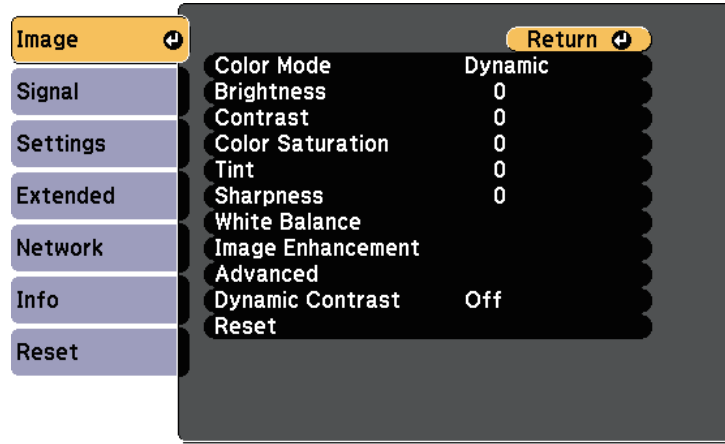 Image
Signal
Settings
Extended
Network
Info
Reset
Return
Color Mode Dynamic
Brightness 0
Contrast 0
Color Saturation 0
Tint 0
Sharpness 0
White Balance
Image Enhancement
Advanced
Dynamic Contrast Off
Reset